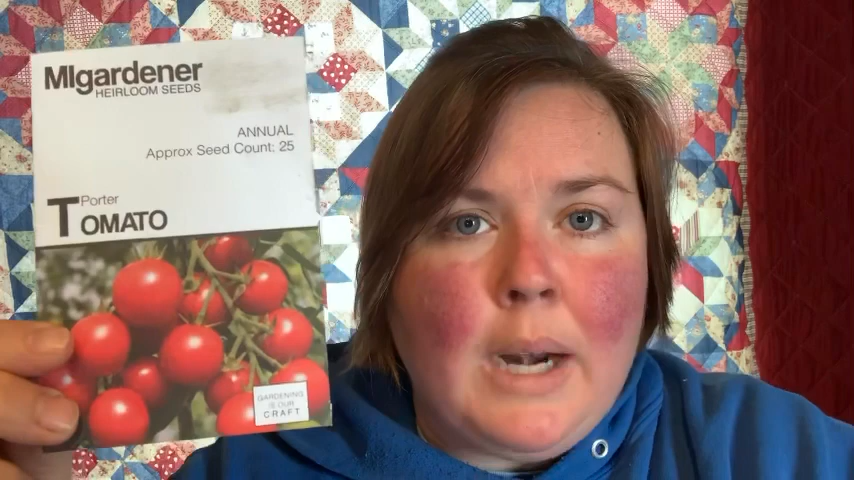 MIgardener
HEIRLOOM SEEDS
ANNUAL
Approx Seed Count: 25
Porter
TOMATO
GARDENING
IS OUR
CRAFT